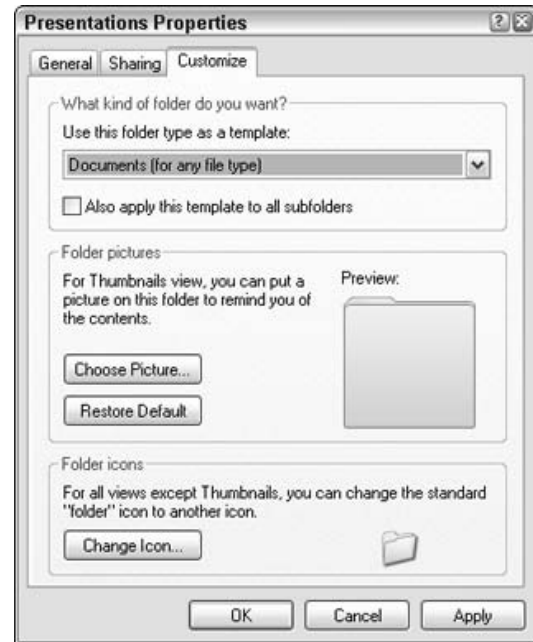 Presentations Properties
General Sharing Customize
What kind of folder do you want?
Use this folder type as a template:
Documents (for any file type)
Also apply this template to all subfolders
Folder pictures
For Thumbnails view, you can put a
picture on this folder to remind you of
the contents.
Preview:
Choose Picture...
Restore Default
Folder icons
For all views except Thumbnails, you can change the standard
"folder" icon to another icon.
Change Icon...
OK Cancel Apply